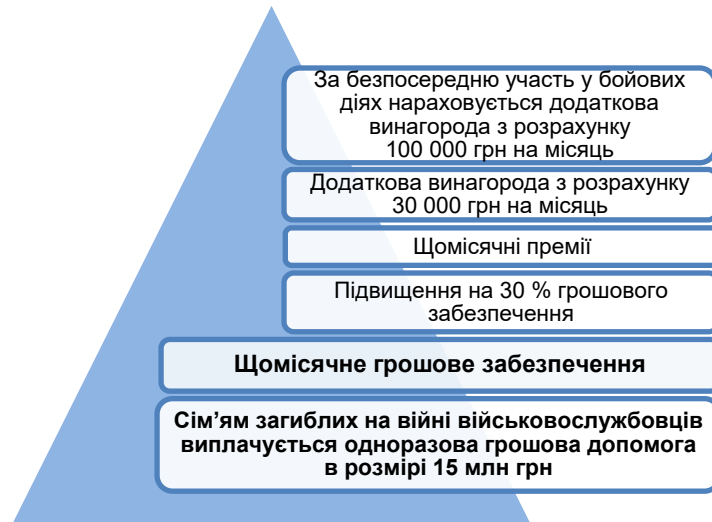 За безпосередню участь у бойових
діях нараховується додаткова
винагорода з розрахунку
100 000 грн на місяць
Додаткова винагорода з розрахунку
30 000 грн на місяць
Щомісячні премії
Підвищення на 30 % грошового
забезпечення
Щомісячне грошове забезпечення
Сім’ям загиблих на війні військовослужбовців
виплачується одноразова грошова допомога
в розмірі 15 млн грн